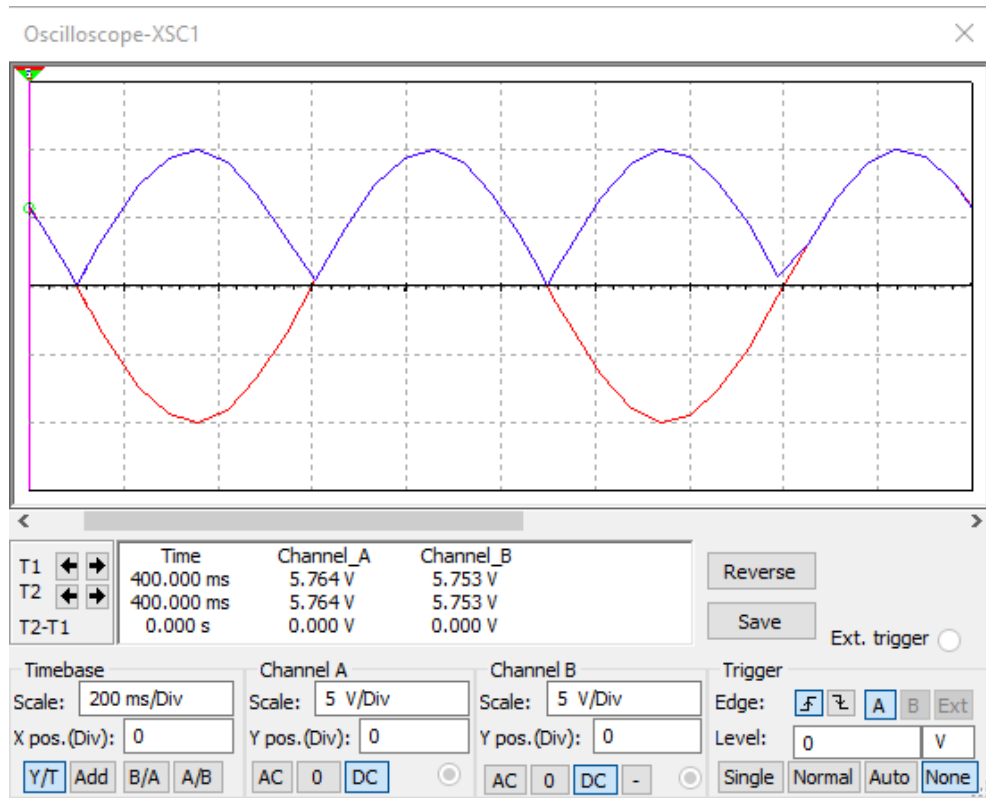 Oscilloscope-XSC1
T1
T2
T2-T1
Time Channel_A Channel_B
400.000 ms 5.764 V 5.753 V
400.000 ms 5.764 V 5.753 V
0.000 s 0.000 V 0.000 V
Reverse
Save
Ext. trigger
Timebase
Scale: 200 ms/Div
X pos.(Div): 0
Y/T Add B/A A/B
Channel A
Scale: 5 V/Div
Y pos.(Div): 0
AC 0 DC
Channel B
Scale: 5 V/Div
Y pos.(Div): 0
AC 0 DC -
Trigger
Edge: A B Ext
Level: 0 V
Single Normal Auto None